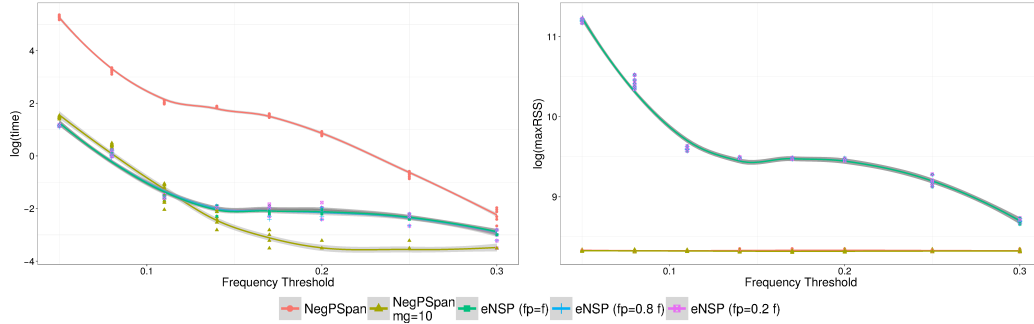 log(time)
4
2
0
−2
−4
0.1
0.2
0.3
Frequency Threshold
log(maxRSS)
11
10
9
0.1
0.2
0.3
Frequency Threshold
NegPSpan
NegPSpan
mg=10
eNSP (fp=f)
eNSP (fp=0.8 f)
eNSP (fp=0.2 f)